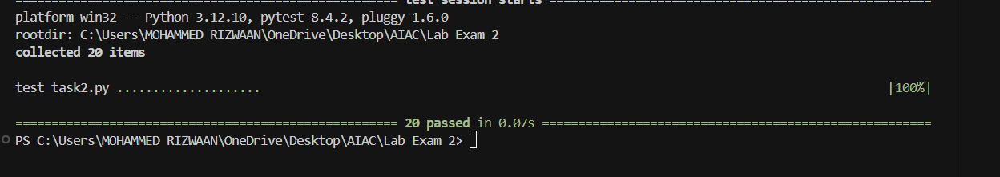 ================================================= test session starts =================================================
platform win32 -- Python 3.12.10, pytest-8.4.2, pluggy-1.6.0
rootdir: C:\Users\MOHAMMED RIZWAAN\OneDrive\Desktop\AIAC\Lab Exam 2
collected 20 items
test_task2.py .................... [100%]
================================================= 20 passed in 0.07s =================================================
PS C:\Users\MOHAMMED RIZWAAN\OneDrive\Desktop\AIAC\Lab Exam 2>